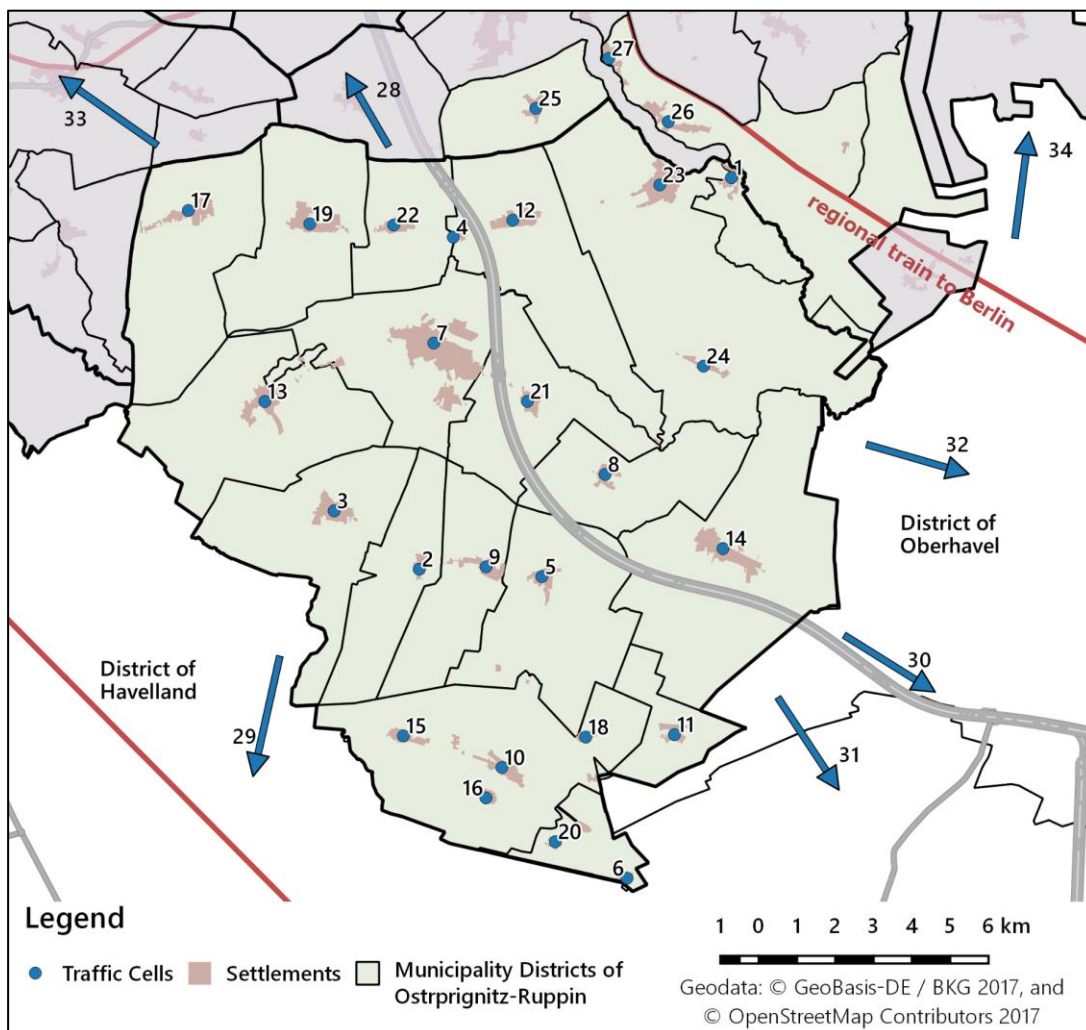 27
28
25
33
26
34
1
23
17
19
22
12
4
regional train to Berlin
7
24
13
21
32
8
3
District of
Oberhavel
14
9
2
5
District of
Havelland
30
29
15
18
11
31
10
16
20
6
Legend
Traffic Cells
Settlements
Municipality Districts of
Ostrprignitz-Ruppin
1 0 1 2 3 4 5 6 km
Geodata: © GeoBasis-DE / BKG 2017, and
© OpenStreetMap Contributors 2017